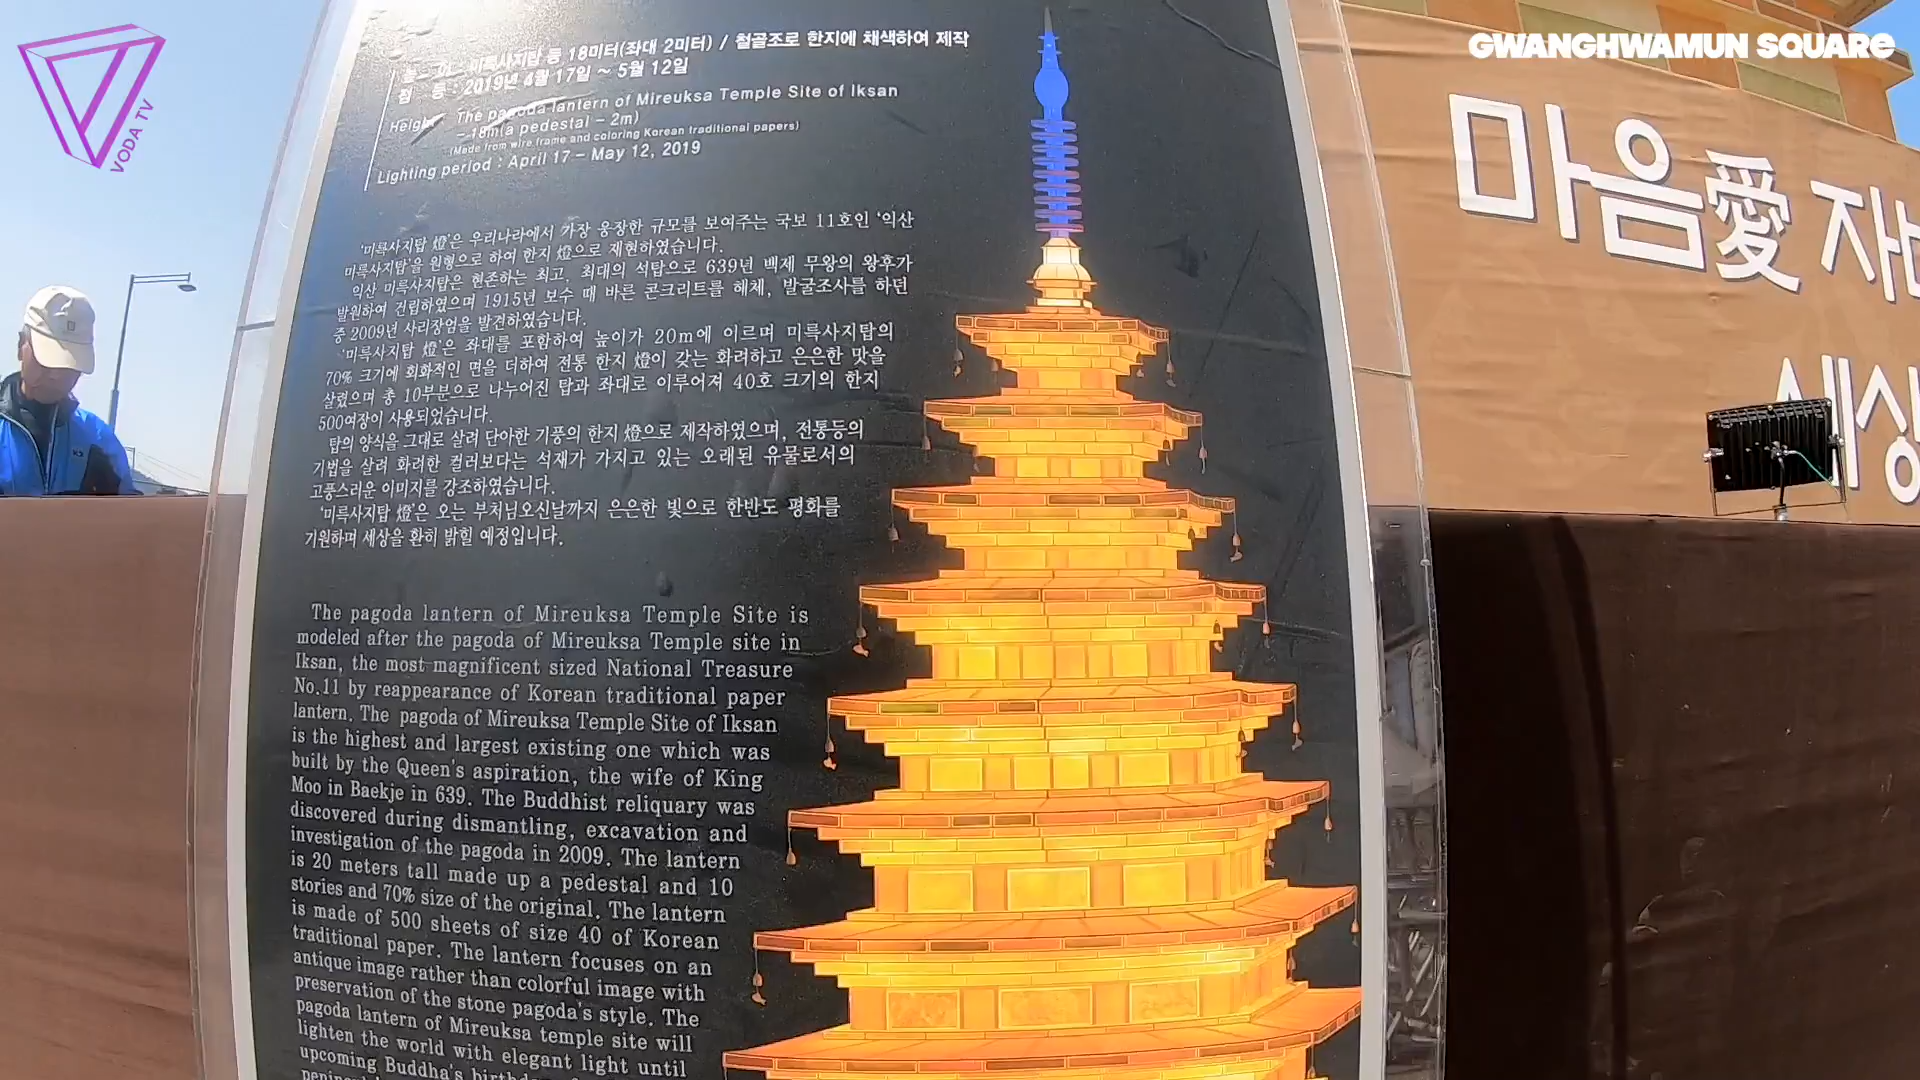 VODA TV
GWANGHWAMUN SQUARE
미륵사지탑 등 18미터(좌대 2미터) / 철골조로 한지에 채색하여 제작
점 등 : 2019년 4월 17일 ~ 5월 12일
Height The pagoda lantern of Mireuksa Temple Site of Iksan
- 18m(a pedestal - 2m)
(Made from wire frame and coloring Korean traditional papers)
Lighting period : April 17 - May 12, 2019
'미륵사지탑 燈'은 우리나라에서 가장 웅장한 규모를 보여주는 국보 11호인 '익산
미륵사지탑'을 원형으로 하여 한지 燈으로 재현하였습니다.
익산 미륵사지탑은 현존하는 최고, 최대의 석탑으로 639년 백제 무왕의 왕후가
발원하여 건립하였으며 1915년 보수 때 바른 콘크리트를 해체, 발굴조사를 하던
중 2009년 사리장엄을 발견하였습니다.
'미륵사지탑 燈'은 좌대를 포함하여 높이가 20m에 이르며 미륵사지탑의
70% 크기에 회화적인 면을 더하여 전통 한지 燈이 갖는 화려하고 은은한 맛을
살렸으며 총 10부분으로 나누어진 탑과 좌대로 이루어져 40호 크기의 한지
500여장이 사용되었습니다.
탑의 양식을 그대로 살려 단아한 기풍의 한지 燈으로 제작하였으며, 전통등의
기법을 살려 화려한 컬러보다는 석재가 가지고 있는 오래된 유물로서의
고풍스러운 이미지를 강조하였습니다.
'미륵사지탑 燈'은 오는 부처님오신날까지 은은한 빛으로 한반도 평화를
기원하며 세상을 환히 밝힐 예정입니다.
The pagoda lantern of Mireuksa Temple Site is
modeled after the pagoda of Mireuksa Temple site in
Iksan, the most magnificent sized National Treasure
No.11 by reappearance of Korean traditional paper
lantern. The pagoda of Mireuksa Temple Site of Iksan
is the highest and largest existing one which was
built by the Queen's aspiration, the wife of King
Moo in Baekje in 639. The Buddhist reliquary was
discovered during dismantling, excavation and
investigation of the pagoda in 2009. The lantern
is 20 meters tall made up a pedestal and 10
stories and 70% size of the original. The lantern
is made of 500 sheets of size 40 of Korean
traditional paper. The lantern focuses on an
antique image rather than colorful image with
preservation of the stone pagoda's style. The
pagoda lantern of Mireuksa temple site will
lighten the world with elegant light until
upcoming Buddha's
마음愛 자비
세상